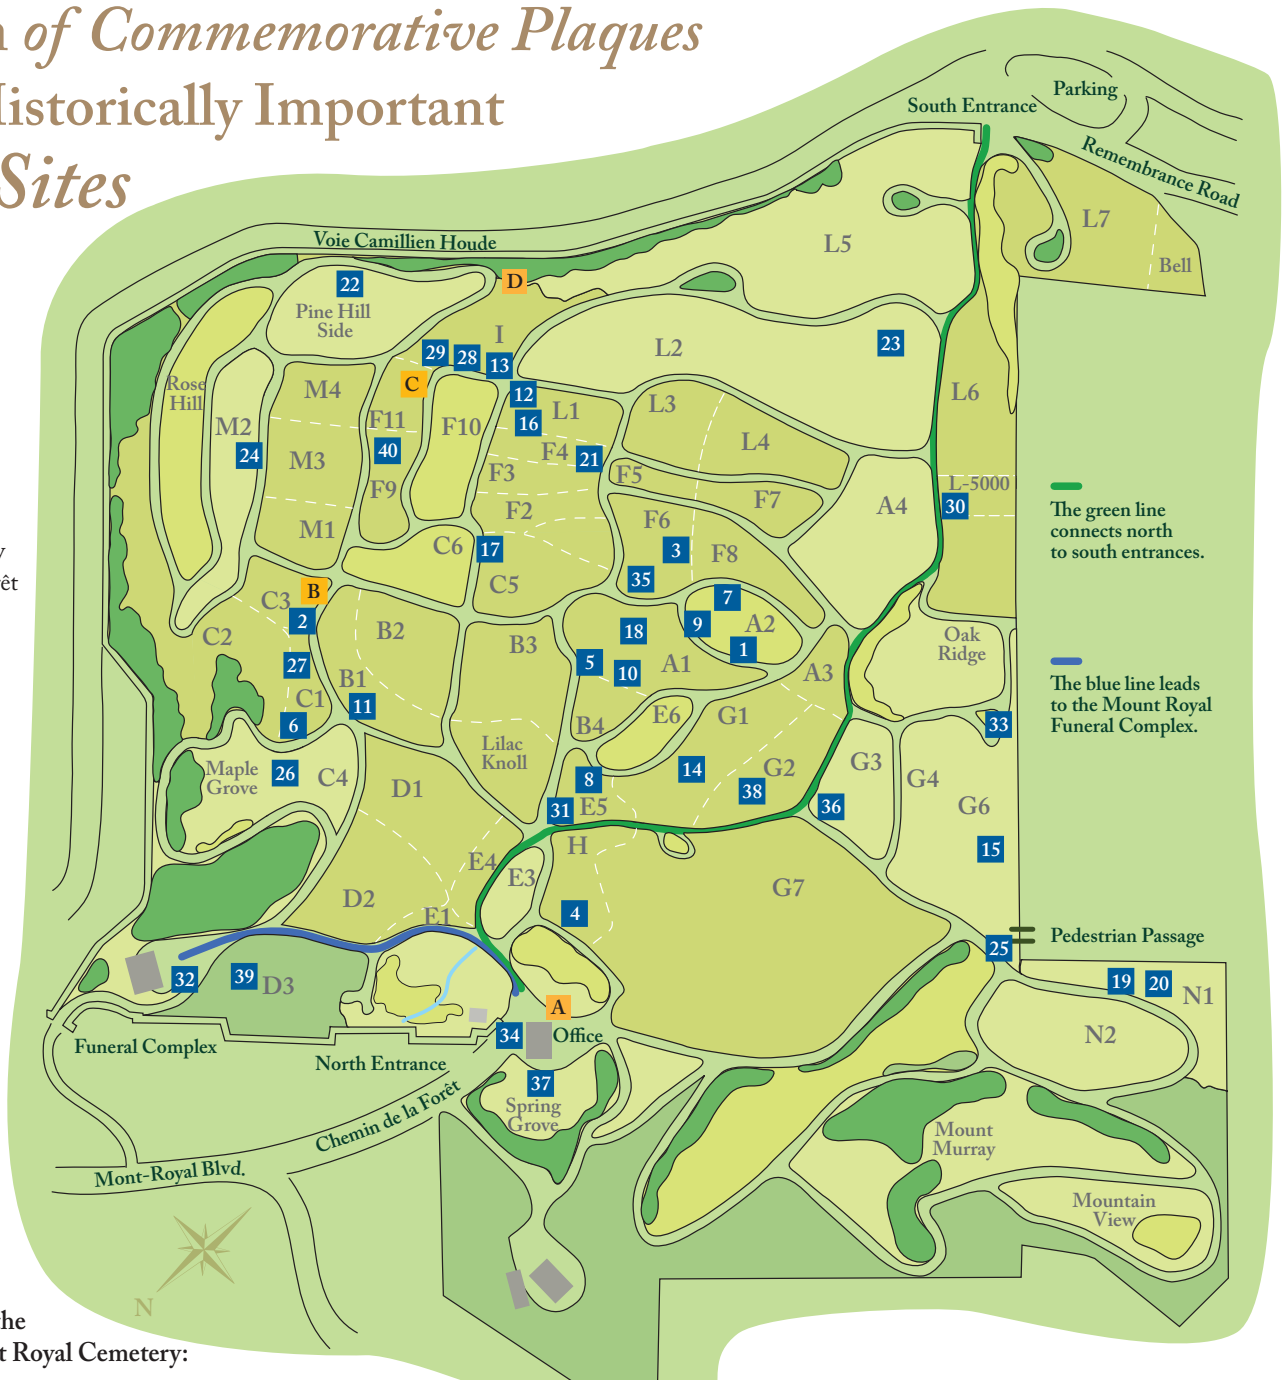 of Commemorative Plaques
Historically Important
Sites
Parking
South Entrance
Remembrance Road
L7
Bell
L5
Voie Camillien Houde
D
22
Pine Hill
Side
I
29
28
13
23
L2
C
Rose
Hill
M4
12
L1
L3
L6
M2
F11
F10
16
L4
24
M3
40
F4
21
F3
F5
F9
L-5000
30
The green line
connects north
to south entrances.
F7
A4
M1
F2
F6
C6
17
3
F8
35
C5
B
C3
2
7
9
A2
1
C2
B2
B3
18
Oak
Ridge
27
5
10
A1
A3
B1
C1
11
The blue line leads
to the Mount Royal
Funeral Complex.
6
B4
E6
G1
33
Lilac
Knoll
Maple
Grove
26
C4
D1
8
14
G2
38
G3
G4
31
E5
36
G6
H
15
E4
E3
G7
D2
E1
4
Pedestrian Passage
25
32
39
D3
19
20
N1
A
34
Office
N2
Funeral Complex
North Entrance
37
Spring
Grove
Chemin de la Forêt
Mount
Murray
Mont-Royal Blvd.
Mountain
View
N
Royal Cemetery: